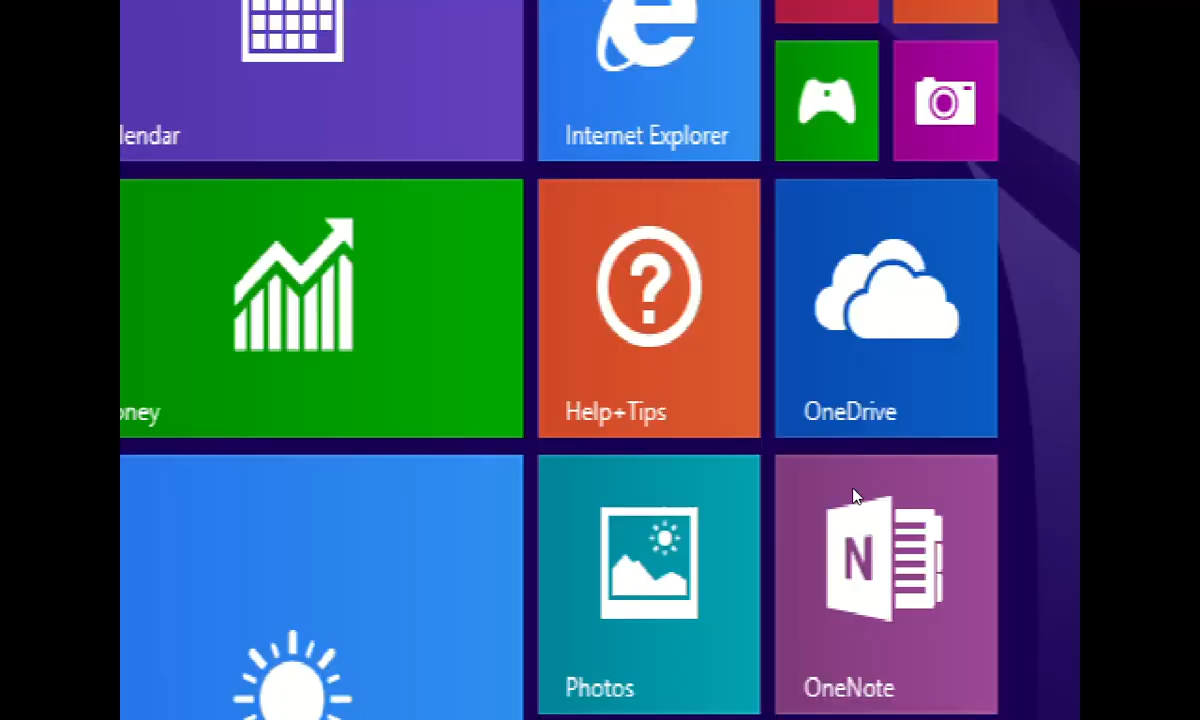 lendar
Internet Explorer
oney
Help+Tips
OneDrive
N
Photos
OneNote